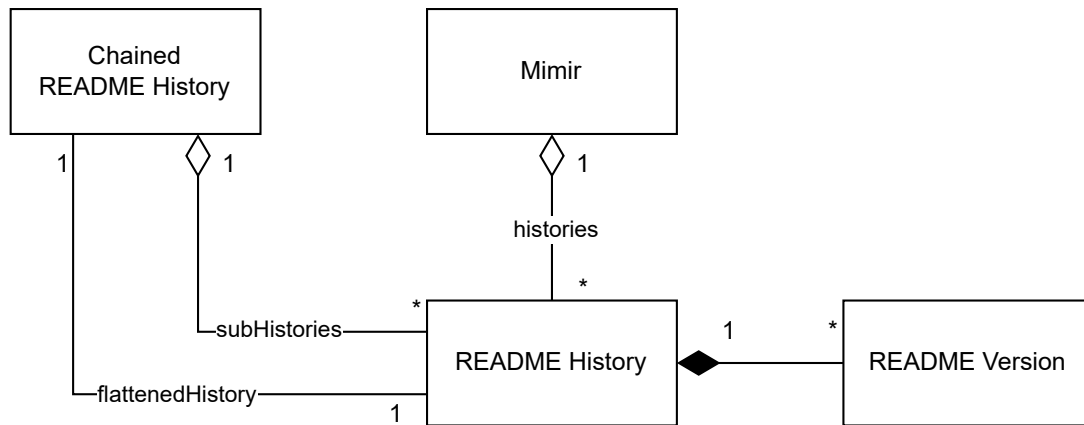 Chained
README History
Mimir
1
1
1
histories
*
*
subHistories
README History
1
*
README Version
flattenedHistory
1